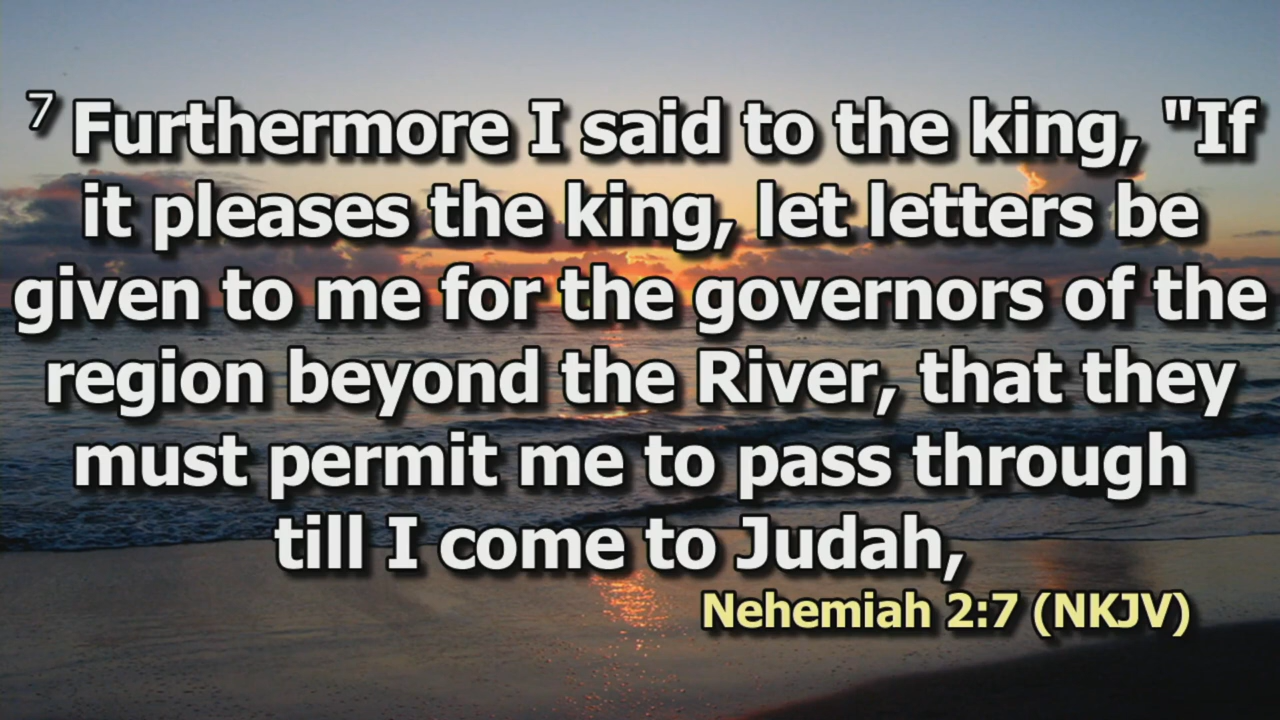 7 Furthermore I said to the king, "If
it pleases the king, let letters be
given to me for the governors of the
region beyond the River, that they
must permit me to pass through
till I come to Judah,
Nehemiah 2:7 (NKJV)